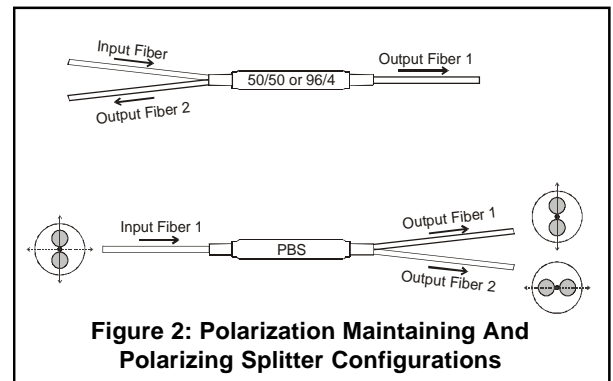 Input Fiber
Output Fiber 1
50/50 or 96/4
Output Fiber 2
Input Fiber 1
Output Fiber 1
PBS
Output Fiber 2
Figure 2: Polarization Maintaining And
Polarizing Splitter Configurations